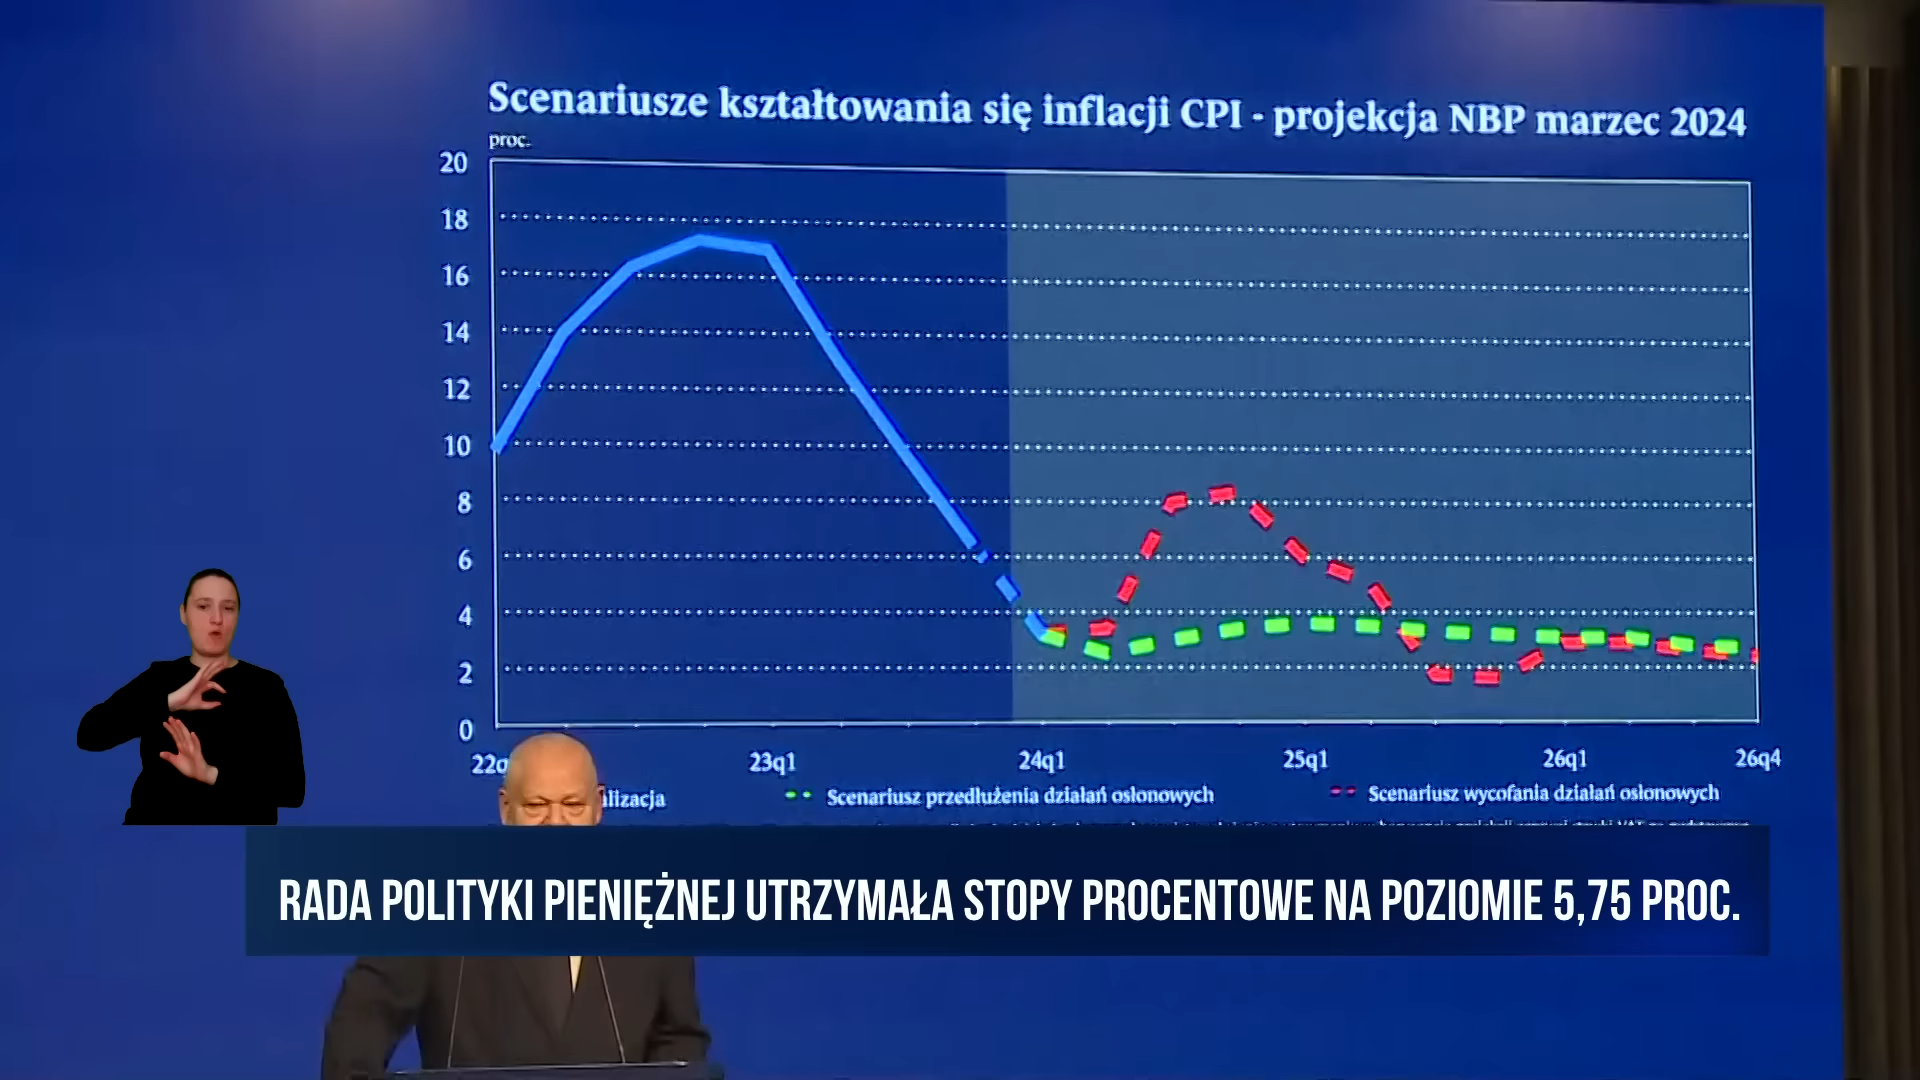 Scenariusze kształtowania się inflacji CPI - projekcja NBP marzec 2024
proc.
20
18
16
14
12
10
8
6
4
2
0
23q1 24q1 25q1 26q1 26q4
Scenariusz przedłużenia działań osłonowych Scenariusz wycofania działań osłonowych
RADA POLITYKI PIENIĘŻNEJ UTRZYMAŁA STOPY PROCENTOWE NA POZIOMIE 5,75 PROC.